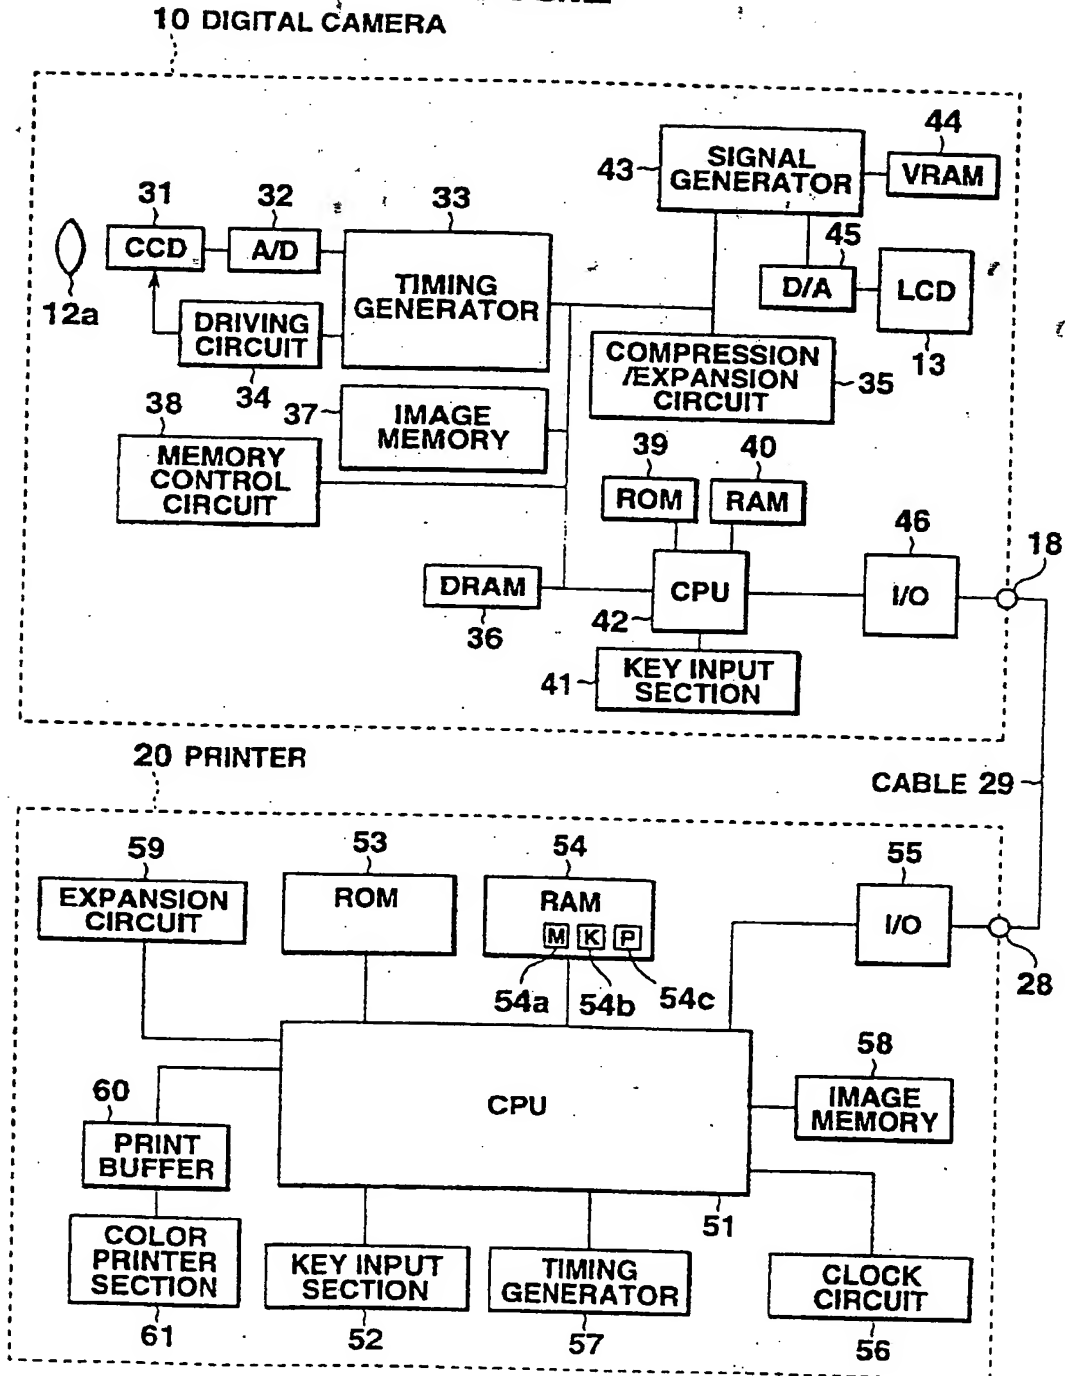 10 DIGITAL CAMERA
44
43
SIGNAL
GENERATOR
VRAM
31
32
33
45
CCD
A/D
TIMING
GENERATOR
D/A
LCD
12a
DRIVING
CIRCUIT
34
COMPRESSION
/EXPANSION
CIRCUIT
35
13
38
37
IMAGE
MEMORY
39
40
MEMORY
CONTROL
CIRCUIT
ROM
RAM
46
18
DRAM
36
CPU
42
I/O
41
KEY INPUT
SECTION
20 PRINTER
CABLE 29
59
53
54
55
EXPANSION
CIRCUIT
ROM
RAM
M K P
I/O
54a
54b
54c
28
58
CPU
IMAGE
MEMORY
60
PRINT
BUFFER
51
COLOR
PRINTER
SECTION
KEY INPUT
SECTION
TIMING
GENERATOR
CLOCK
CIRCUIT
61
52
57
56